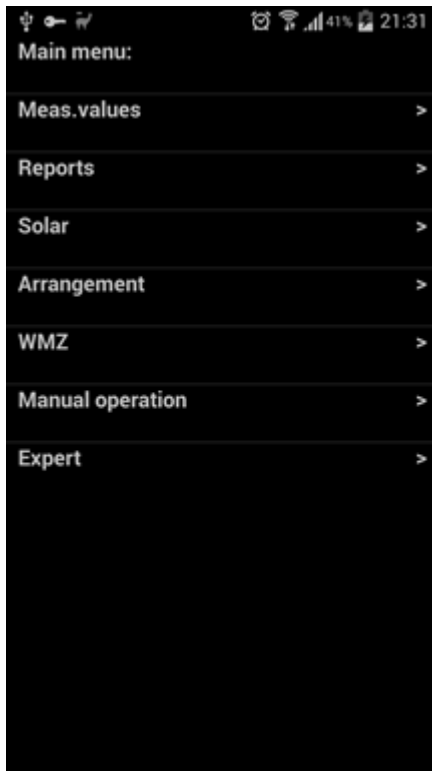 41% 21:31
Main menu:
Meas.values >
Reports >
Solar >
Arrangement >
WMZ >
Manual operation >
Expert >